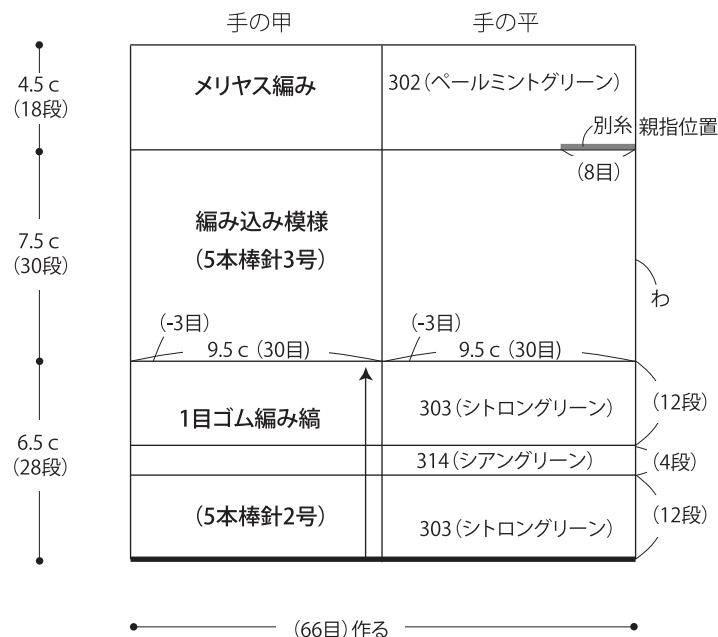 手の甲 手の平
4.5 c
(18段)
メリヤス編み
302(ペールミントグリーン)
別糸 親指位置
(8目)
7.5 c
(30段)
編み込み模様
(5本棒針3号)
わ
(-3目) (-3目)
9.5 c (30目) 9.5 c (30目)
6.5 c
(28段)
1目ゴム編み縞
303(シトロングリーン)
(12段)
314(シアングリーン)
(4段)
(5本棒針2号)
303(シトロングリーン)
(12段)
(66目)作る